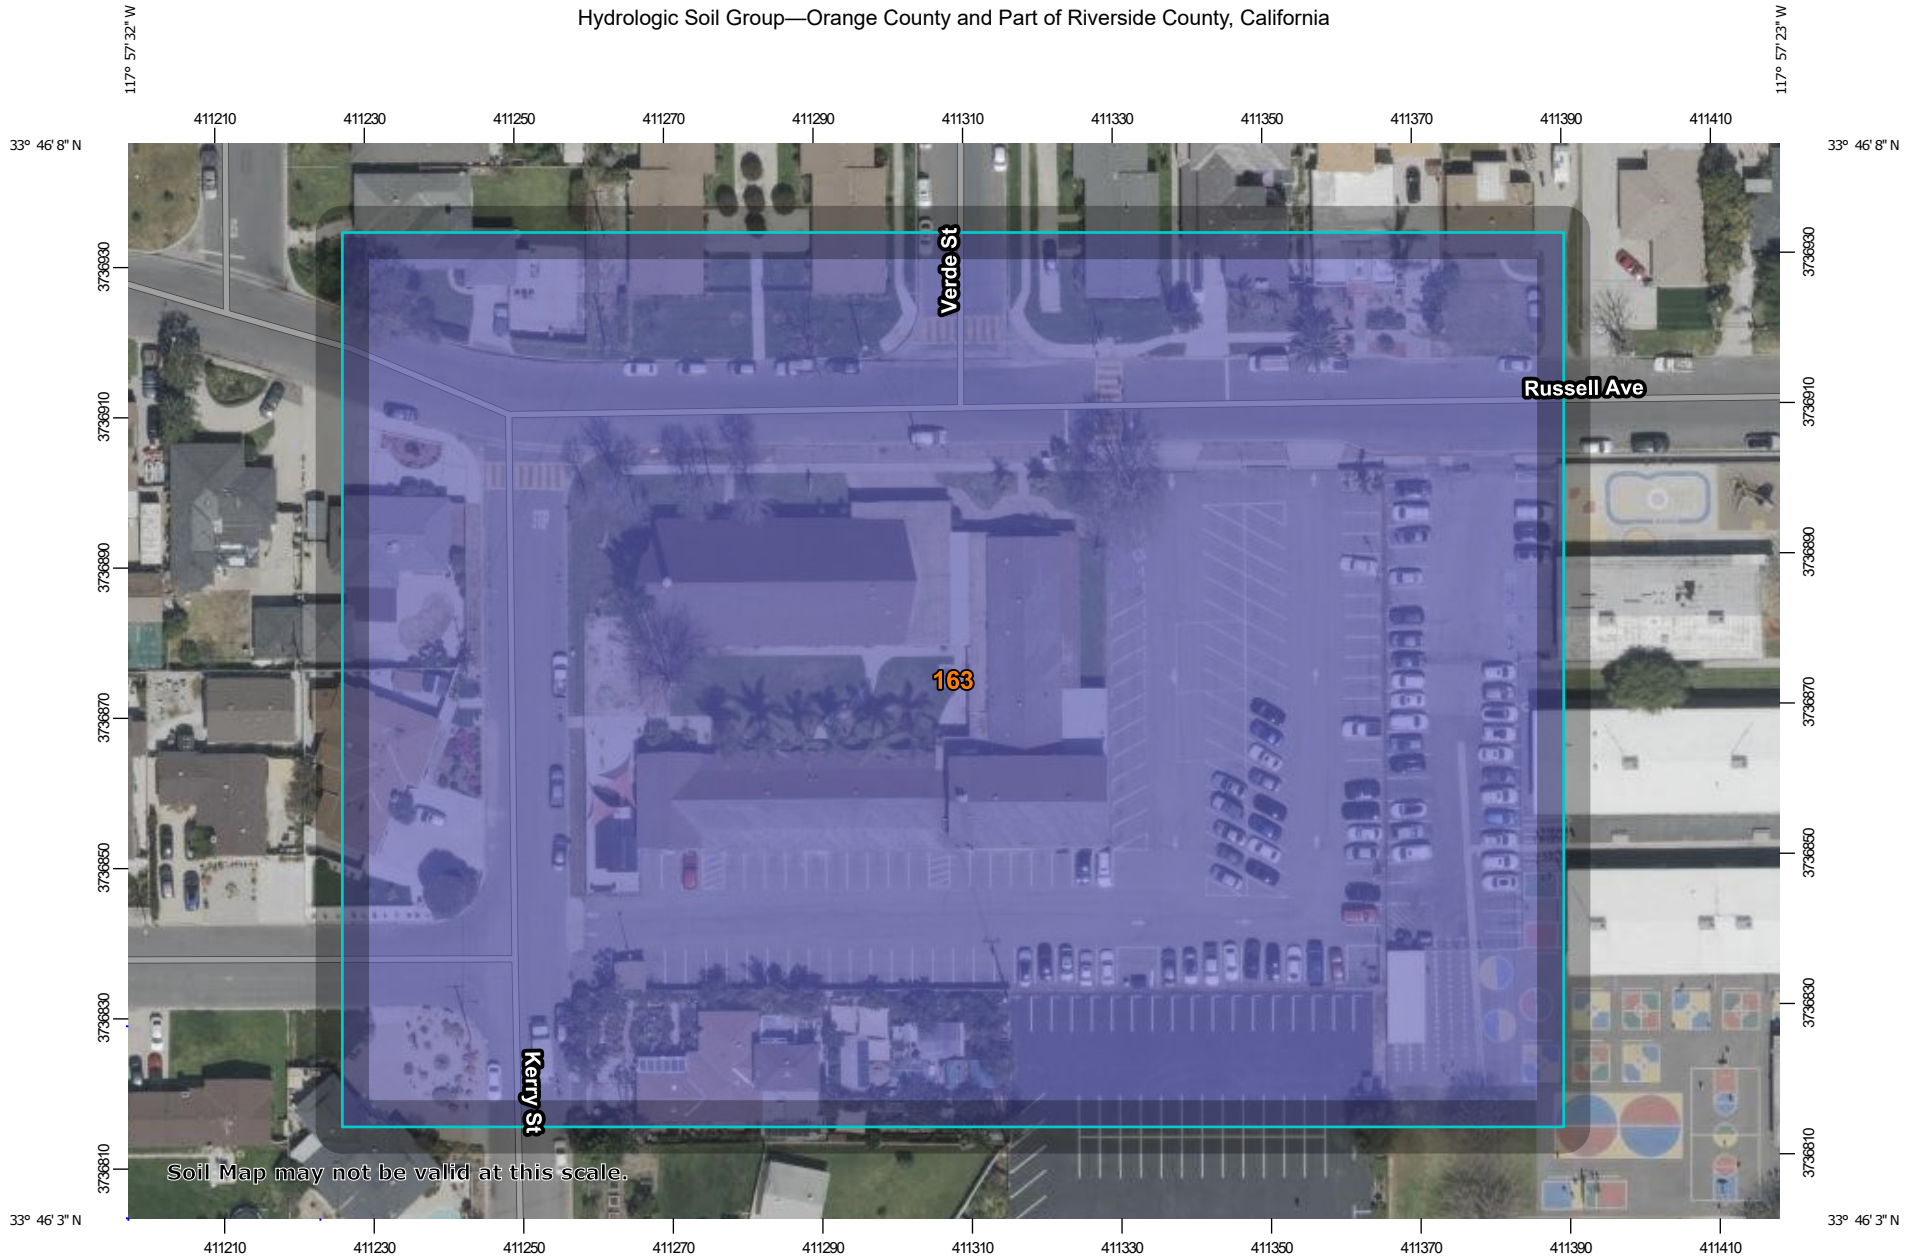 Hydrologic Soil Group—Orange County and Part of Riverside County, California
117° 57' 32" W
117° 57' 23" W
411210 411230 411250 411270 411290 411310 411330 411350 411370 411390 411410
33° 46' 8" N
33° 46' 8" N
Verde St
3736930
3736930
Russell Ave
3736910
3736910
3736890
3736890
163
3736870
3736870
3736850
3736850
3736830
3736830
Kerry St
3736810
3736810
Soil Map may not be valid at this scale.
33° 46' 3" N
33° 46' 3" N
411210 411230 411250 411270 411290 411310 411330 411350 411370 411390 411410